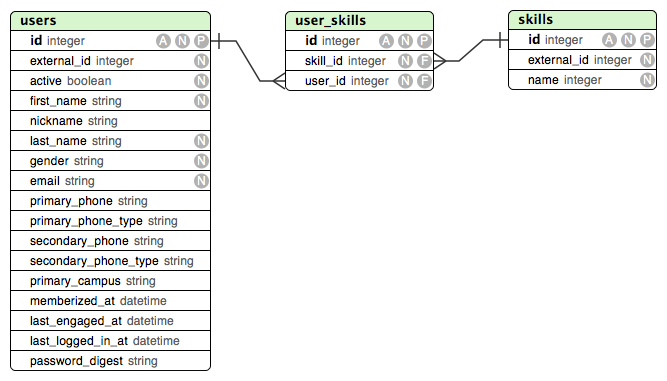 users
id integer A N P
external_id integer N
active boolean N
first_name string N
nickname string
last_name string N
gender string N
email string N
primary_phone string
primary_phone_type string
secondary_phone string
secondary_phone_type string
primary_campus string
memberized_at datetime
last_engaged_at datetime
last_logged_in_at datetime
password_digest string
user_skills
id integer A N P
skill_id integer N F
user_id integer N F
skills
id integer A N P
external_id integer N
name integer N